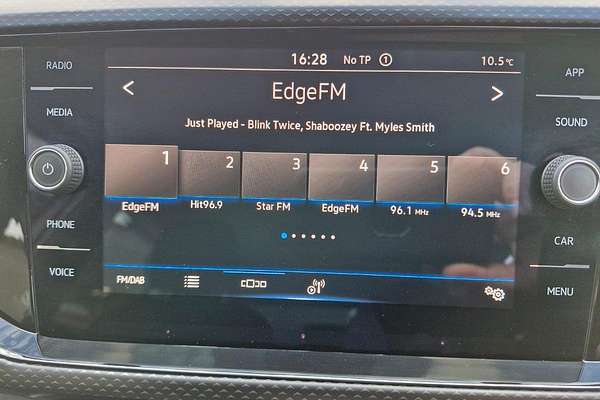 RADIO
MEDIA
PHONE
VOICE
16:28 No TP 1 10.5°C
< EdgeFM >
Just Played - Blink Twice, Shaboozey Ft. Myles Smith
1 2 3 4 5 6
EdgeFM Hit96.9 Star FM EdgeFM 96.1 MHz 94.5 MHz
FM/DAB
APP
SOUND
CAR
MENU